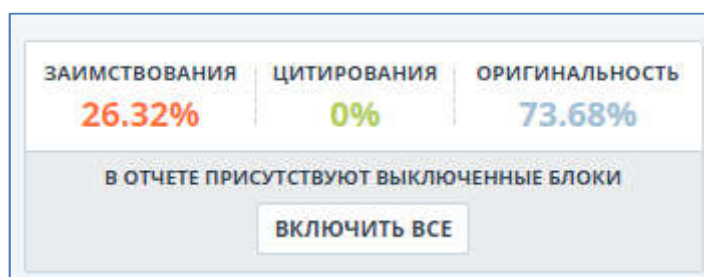 ЗАИМСТВОВАНИЯ ЦИТИРОВАНИЯ ОРИГИНАЛЬНОСТЬ
26.32% 0% 73.68%
В ОТЧЕТЕ ПРИСУТСТВУЮТ ВЫКЛЮЧЕННЫЕ БЛОКИ
ВКЛЮЧИТЬ ВСЕ